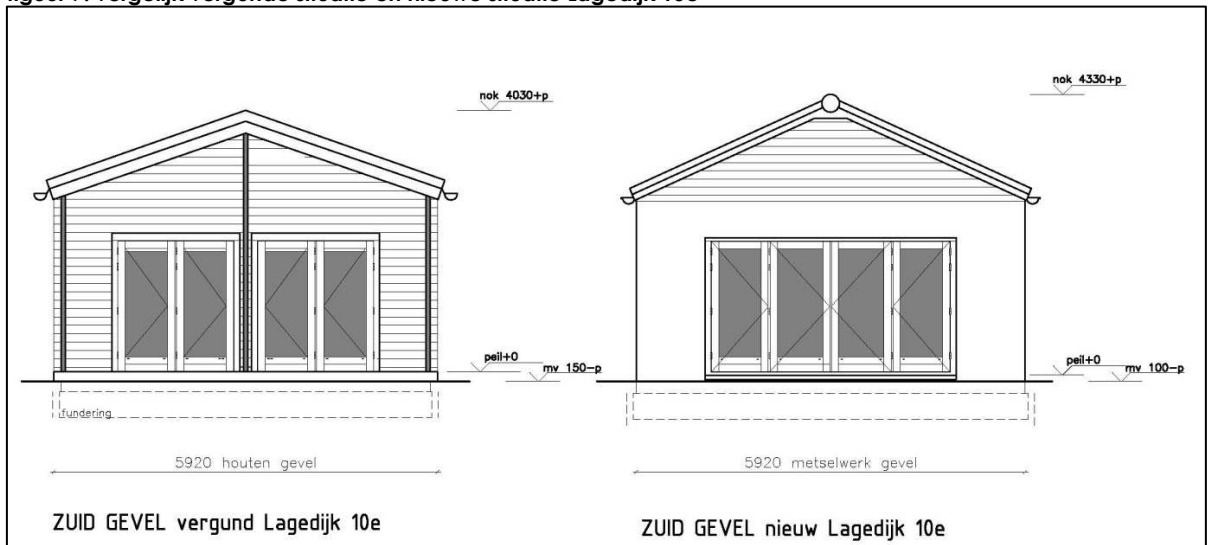 nok 4030+p
nok 4330+p
peil+0
mv 150-p
peil+0
mv 100-p
fundering
5920 houten gevel
5920 metselwerk gevel
ZUID GEVEL vergund Lagedijk 10e
ZUID GEVEL nieuw Lagedijk 10e